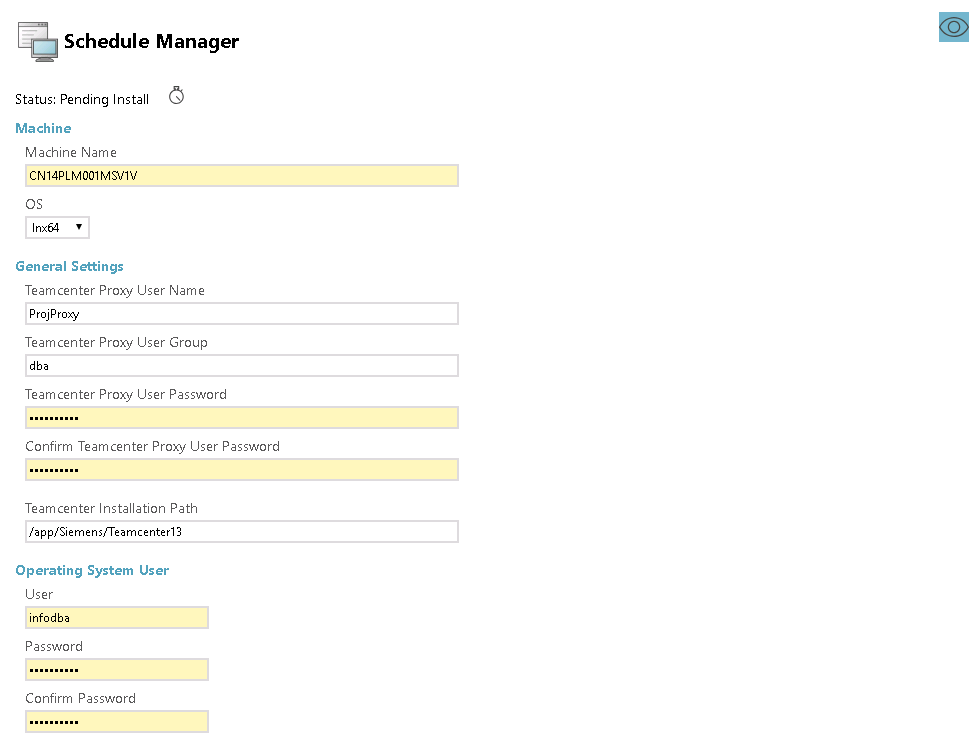 Schedule Manager
Status: Pending Install
Machine
Machine Name
CN14PLM001MSV1V
OS
lnx64
General Settings
Teamcenter Proxy User Name
ProjProxy
Teamcenter Proxy User Group
dba
Teamcenter Proxy User Password
••••••••••
Confirm Teamcenter Proxy User Password
••••••••••
Teamcenter Installation Path
/app/Siemens/Teamcenter13
Operating System User
User
infodba
Password
••••••••••
Confirm Password
••••••••••